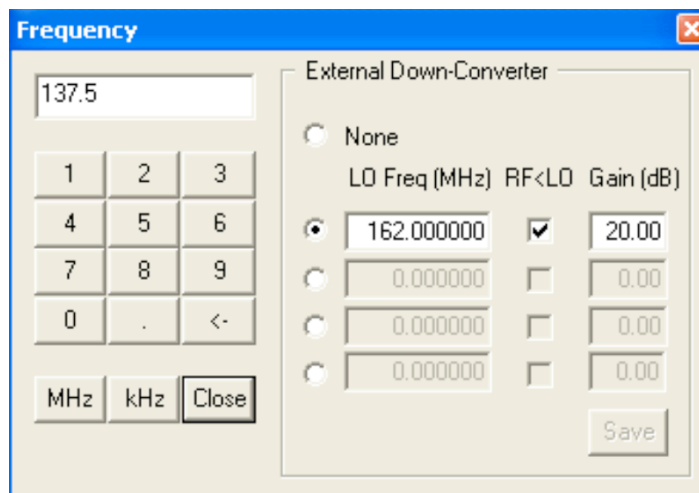 Frequency
137.5
1 2 3
4 5 6
7 8 9
0 . <-
MHz kHz Close
External Down-Converter
None
LO Freq (MHz) RF<LO Gain (dB)
162.000000 20.00
0.000000 0.00
0.000000 0.00
0.000000 0.00
Save